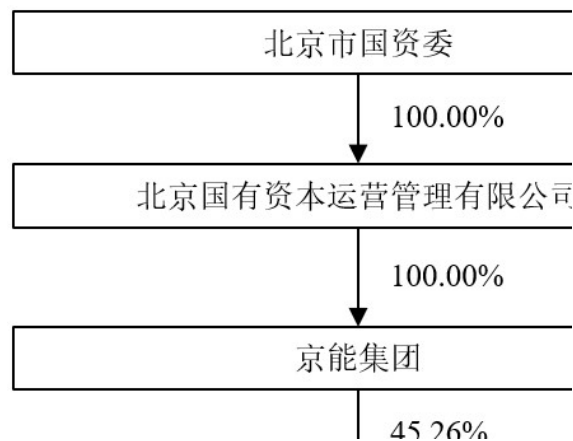 北京市国资委
100.00%
北京国有资本运营管理有限公司
100.00%
京能集团
45.26%